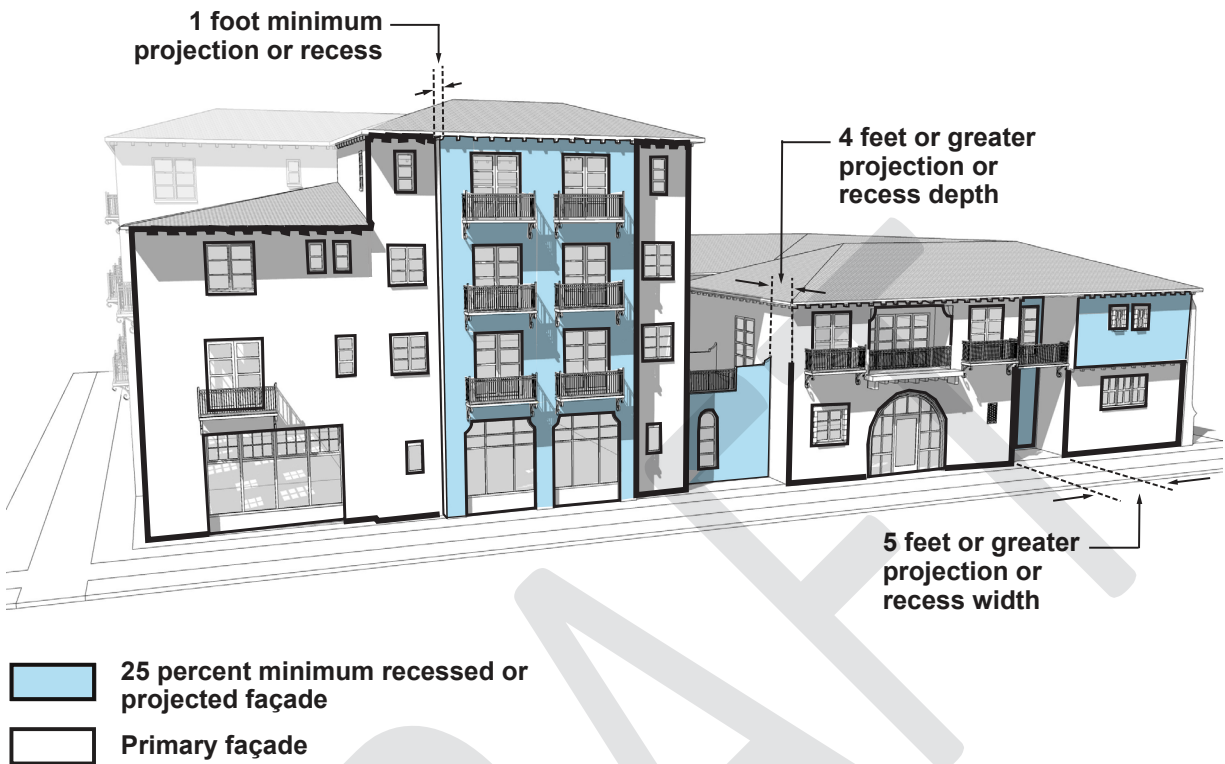 1 foot minimum
projection or recess
4 feet or greater
projection or
recess depth
5 feet or greater
projection or
recess width
25 percent minimum recessed or
projected façade
Primary façade
DRAFT